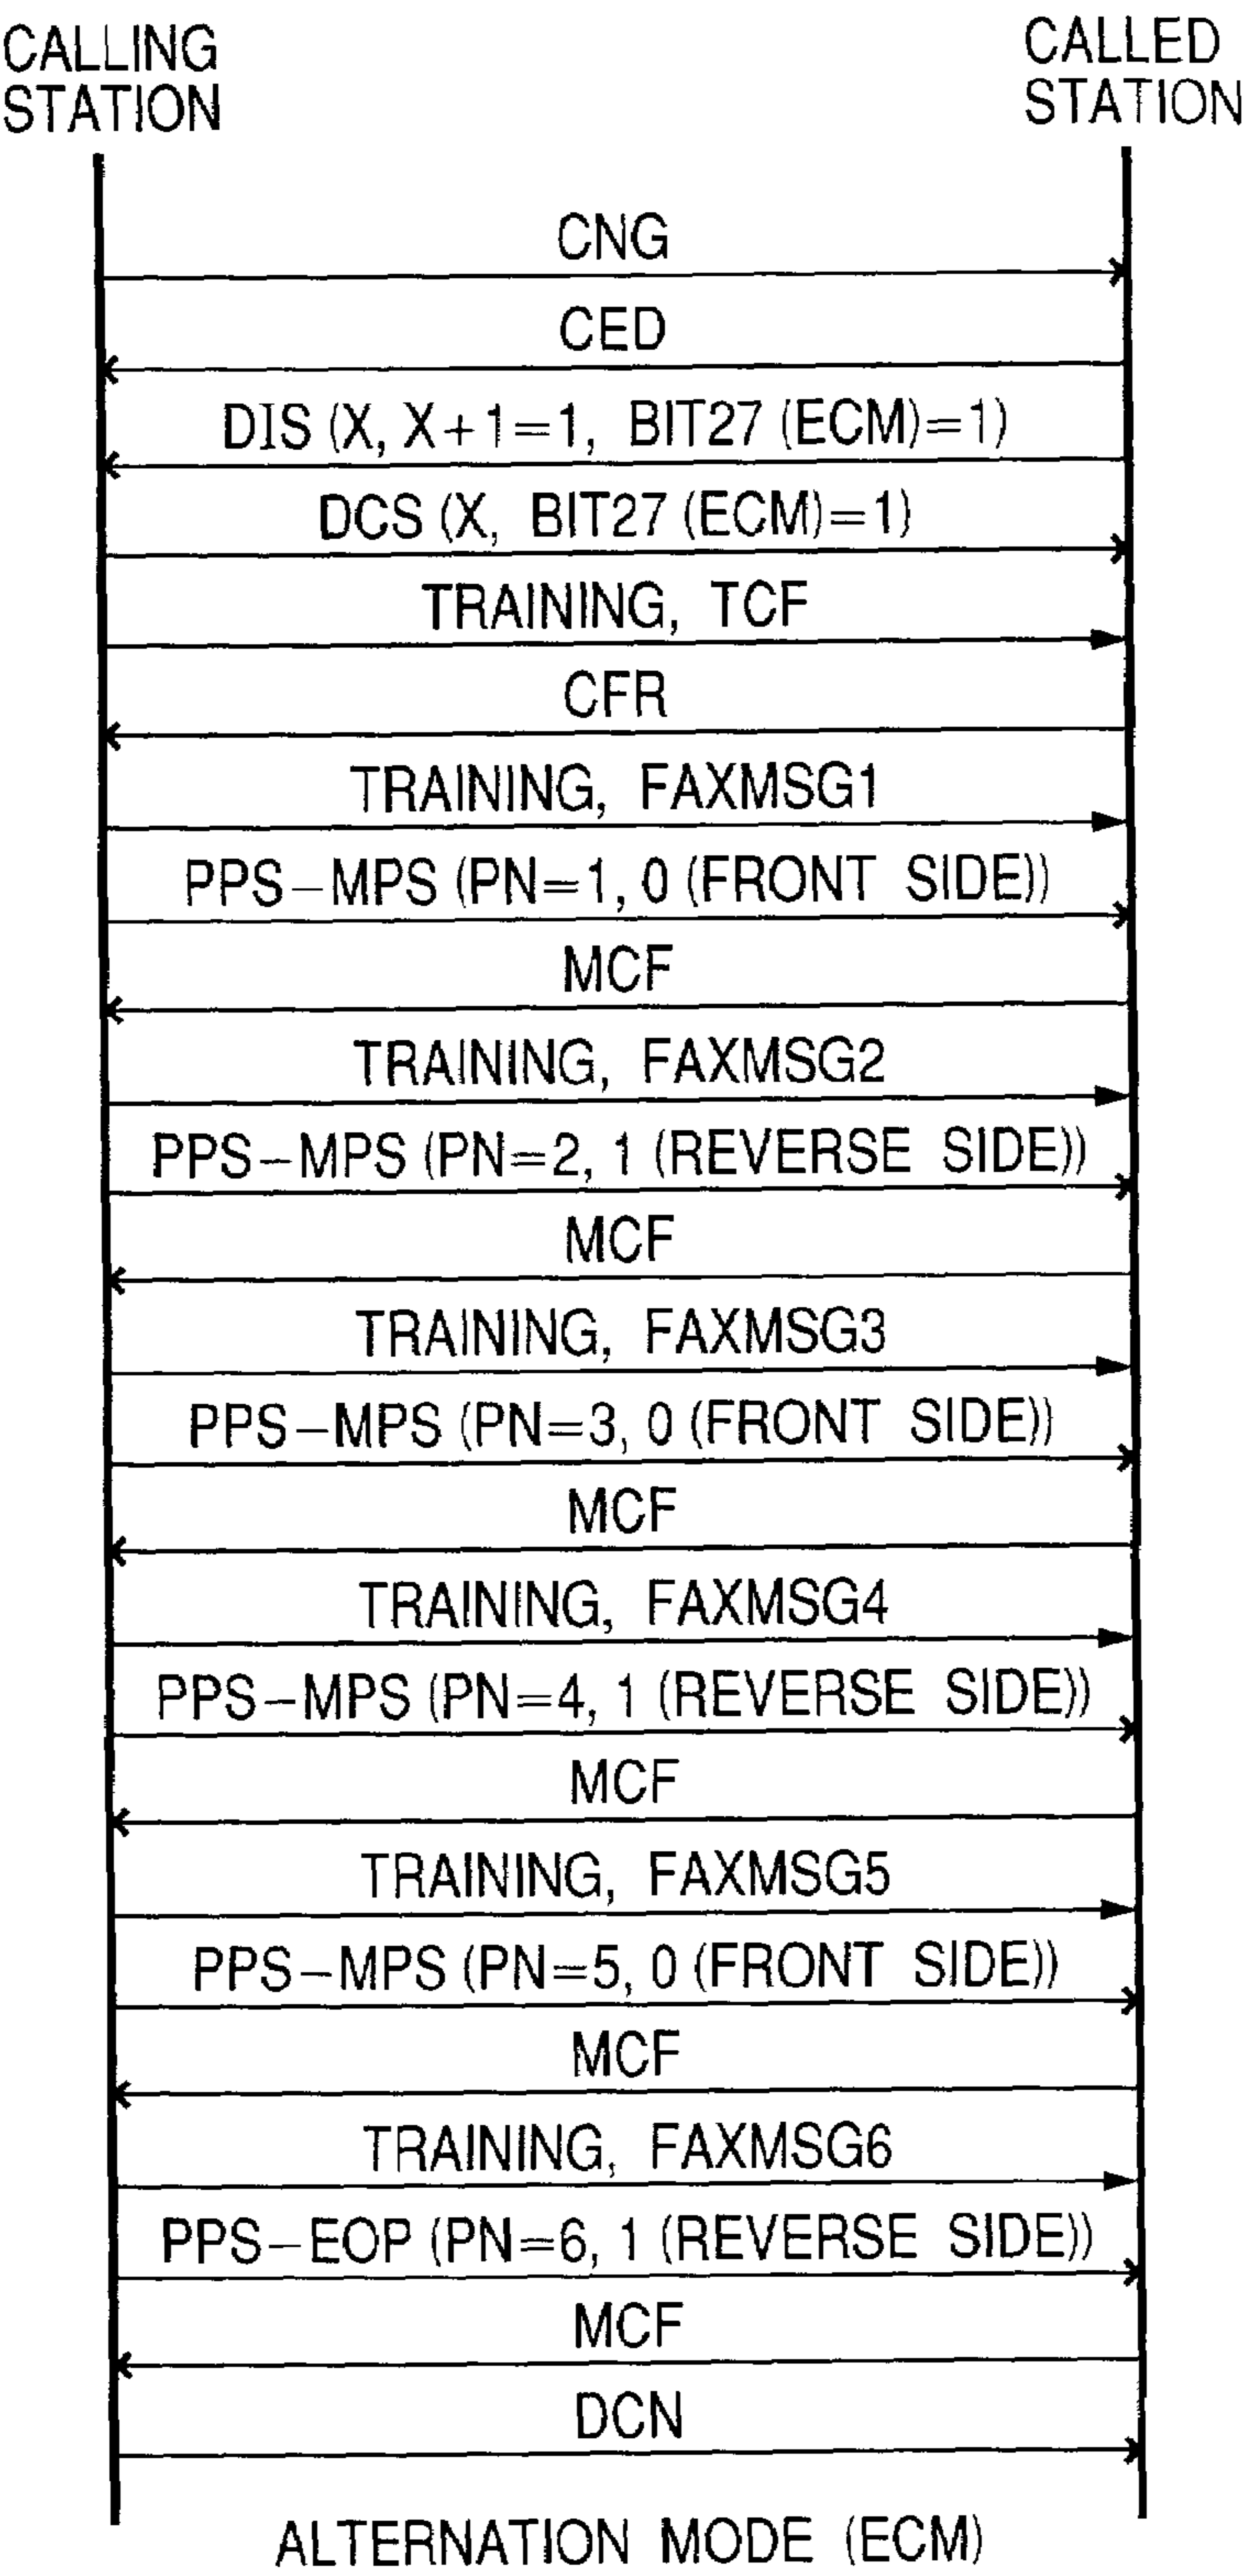 CALLING
STATION
CALLED
STATION
CNG
CED
DIS (X, X+1=1, BIT27 (ECM)=1)
DCS (X, BIT27 (ECM)=1)
TRAINING, TCF
CFR
TRAINING, FAXMSG1
PPS-MPS (PN=1, 0 (FRONT SIDE))
MCF
TRAINING, FAXMSG2
PPS-MPS (PN=2, 1 (REVERSE SIDE))
MCF
TRAINING, FAXMSG3
PPS-MPS (PN=3, 0 (FRONT SIDE))
MCF
TRAINING, FAXMSG4
PPS-MPS (PN=4, 1 (REVERSE SIDE))
MCF
TRAINING, FAXMSG5
PPS-MPS (PN=5, 0 (FRONT SIDE))
MCF
TRAINING, FAXMSG6
PPS-EOP (PN=6, 1 (REVERSE SIDE))
MCF
DCN
ALTERNATION MODE (ECM)